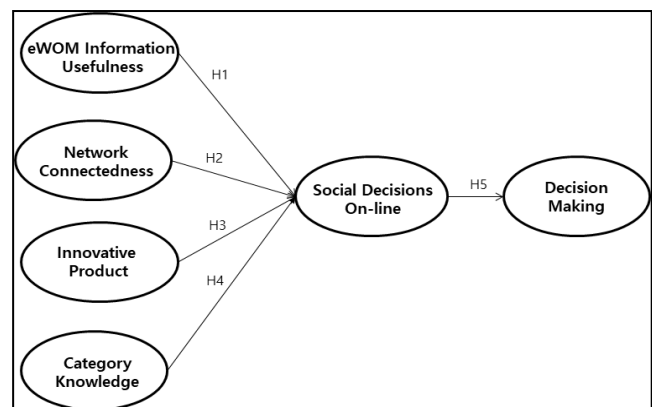 eWOM Information
Usefulness
H1
Network
Connectedness
H2
Social Decisions
On-line
H5
Decision
Making
Innovative
Product
H3
H4
Category
Knowledge